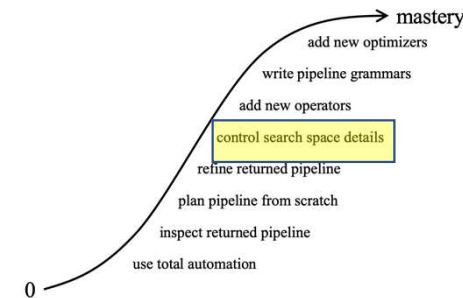 mastery
add new optimizers
write pipeline grammars
add new operators
control search space details
refine returned pipeline
plan pipeline from scratch
inspect returned pipeline
use total automation
0